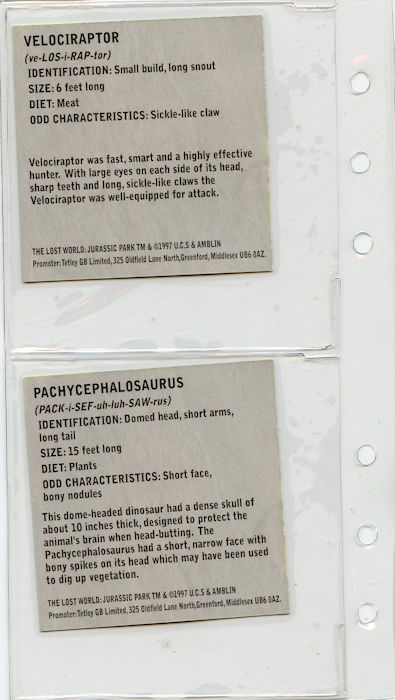 VELOCIRAPTOR
(ve-LOS-i-RAP-tor)
IDENTIFICATION: Small build, long snout
SIZE: 6 feet long
DIET: Meat
ODD CHARACTERISTICS: Sickle-like claw
Velociraptor was fast, smart and a highly effective
hunter. With large eyes on each side of its head,
sharp teeth and long, sickle-like claws the
Velociraptor was well-equipped for attack.
THE LOST WORLD: JURASSIC PARK TM & ©1997 U.C.S & AMBLIN
Promoter: Tetley GB Limited, 325 Oldfield Lane North, Greenford, Middlesex UB6 0AZ.
PACHYCEPHALOSAURUS
(PACK-i-SEF-uh-luh-SAW-rus)
IDENTIFICATION: Domed head, short arms,
long tail
SIZE: 15 feet long
DIET: Plants
ODD CHARACTERISTICS: Short face,
bony nodules
This dome-headed dinosaur had a dense skull of
about 10 inches thick, designed to protect the
animal's brain when head-butting. The
Pachycephalosaurus had a short, narrow face with
bony spikes on its head which may have been used
to dig up vegetation.
THE LOST WORLD: JURASSIC PARK TM & ©1997 U.C.S & AMBLIN
Promoter: Tetley GB Limited, 325 Oldfield Lane North, Greenford, Middlesex UB6 0AZ.